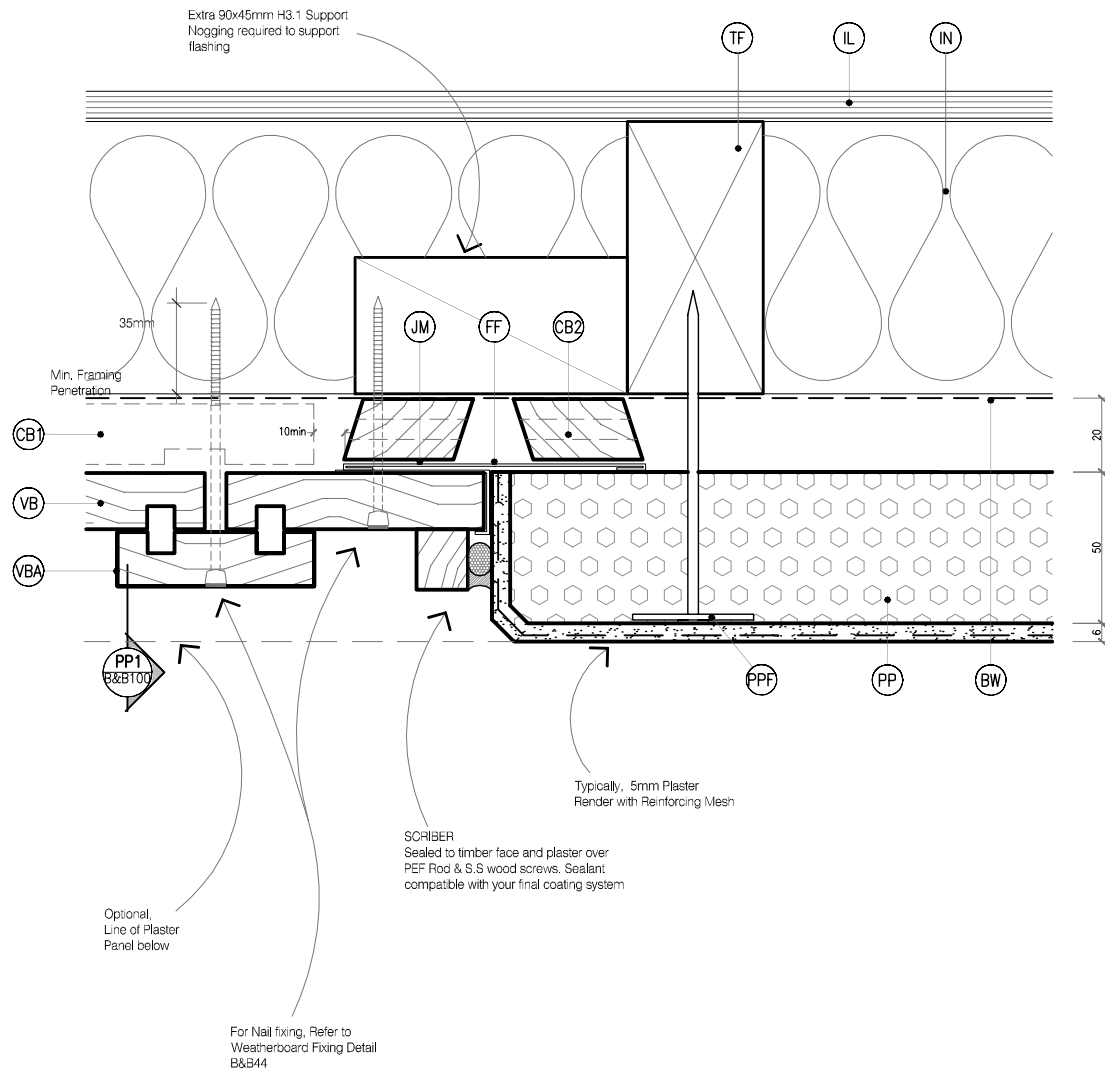 Extra 90x45mm H3.1 Support
Nogging required to support
flashing
TF
IL
IN
35mm
JM
FF
CB2
Min. Framing
Penetration
CB1
10min
20
VB
50
VBA
6
PP1
B&B100
PPF
PP
BW
Typically, 5mm Plaster
Render with Reinforcing Mesh
SCRIBER
Sealed to timber face and plaster over
PEF Rod & S.S wood screws. Sealant
compatible with your final coating system
Optional,
Line of Plaster
Panel below
For Nail fixing, Refer to
Weatherboard Fixing Detail
B&B44